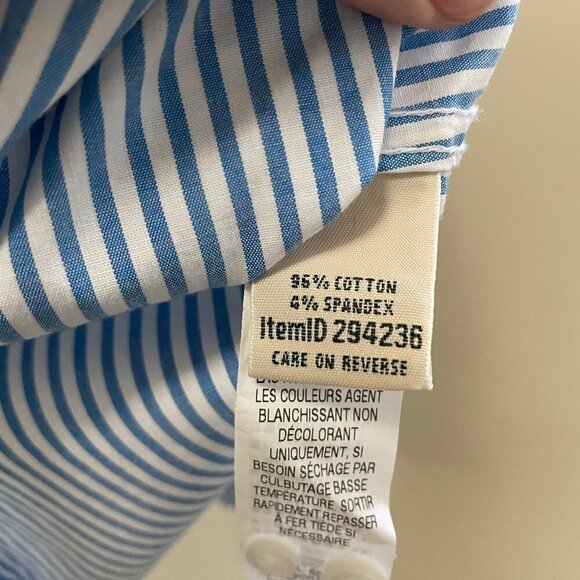 96% COTTON
4% SPANDEX
ItemID 294236
CARE ON REVERSE
LES COULEURS AGENT
BLANCHISSANT NON
DÉCOLORANT
UNIQUEMENT, SI
BESOIN SÉCHAGE PAR
CULBUTAGE BASSE
TEMPÉRATURE. SORTIR
RAPIDEMENT REPASSER
À FER TIÉDE SI
NÉCESSAIRE